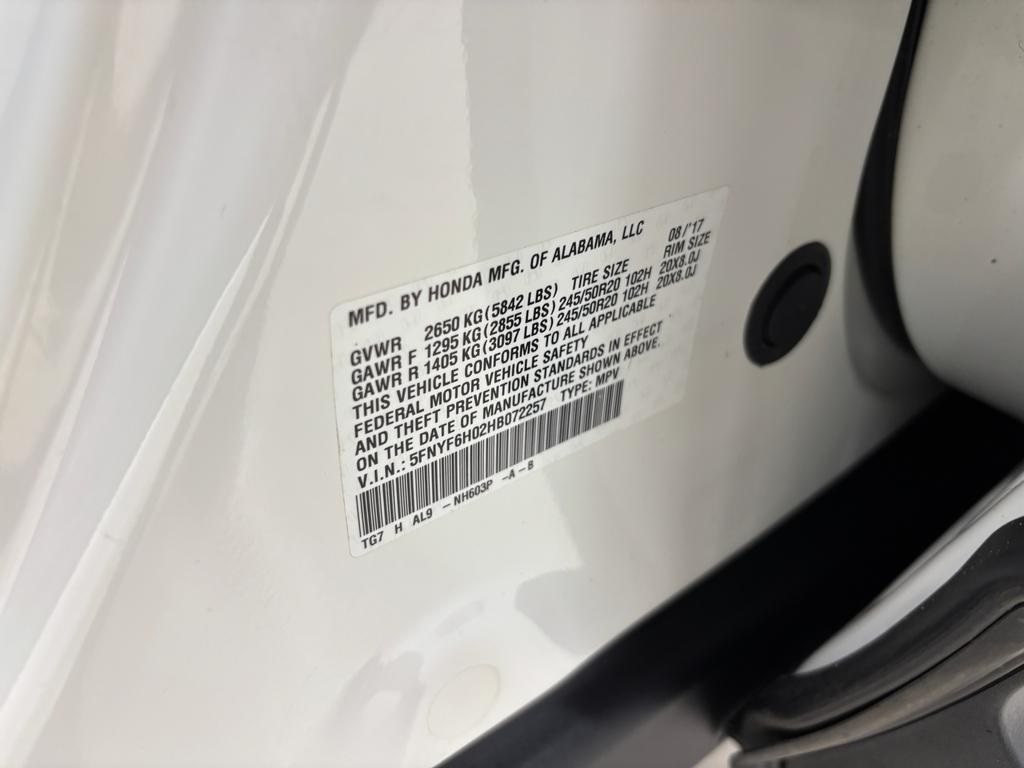 MFD. BY HONDA MFG. OF ALABAMA, LLC 08/'17
GVWR 2650 KG (5842 LBS) TIRE SIZE RIM SIZE
GAWR F 1295 KG (2855 LBS) 245/50R20 102H 20X8.0J
GAWR R 1405 KG (3097 LBS) 245/50R20 102H 20X8.0J
THIS VEHICLE CONFORMS TO ALL APPLICABLE
FEDERAL MOTOR VEHICLE SAFETY
AND THEFT PREVENTION STANDARDS IN EFFECT
ON THE DATE OF MANUFACTURE SHOWN ABOVE.
V.I.N.: 5FNYF6H02HB072257 TYPE: MPV
TG7 H AL9 -NH603P -A-B